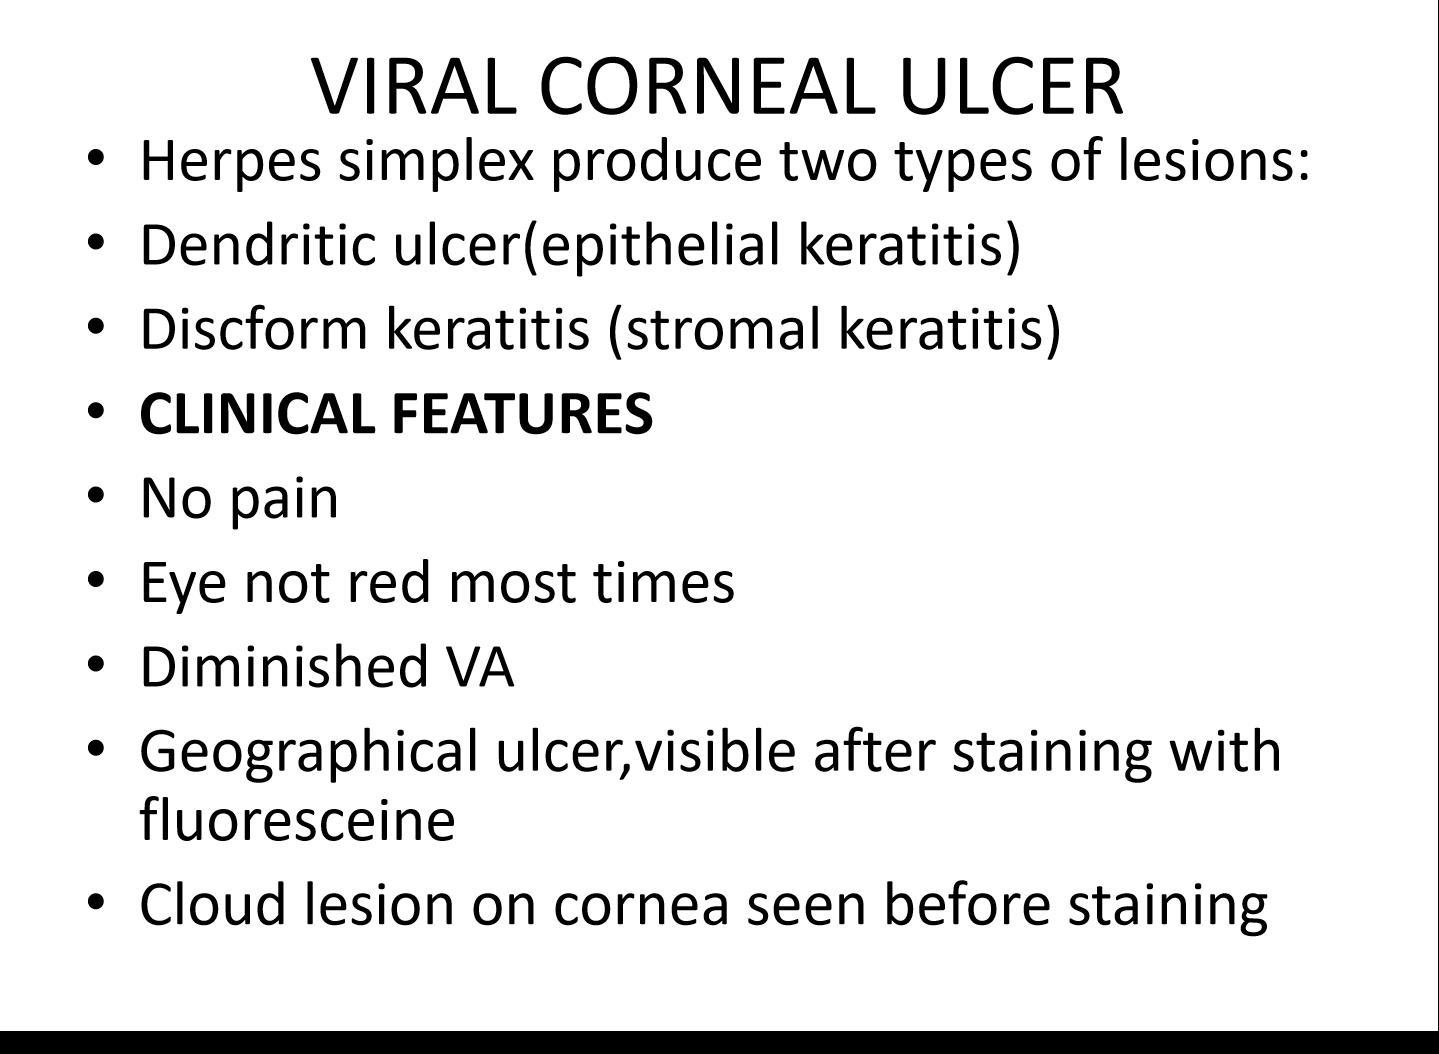 VIRAL CORNEAL ULCER
• Herpes simplex produce two types of lesions:
• Dendritic ulcer(epithelial keratitis)
• Discform keratitis (stromal keratitis)
• CLINICAL FEATURES
• No pain
• Eye not red most times
• Diminished VA
• Geographical ulcer,visible after staining with
fluoresceine
• Cloud lesion on cornea seen before staining